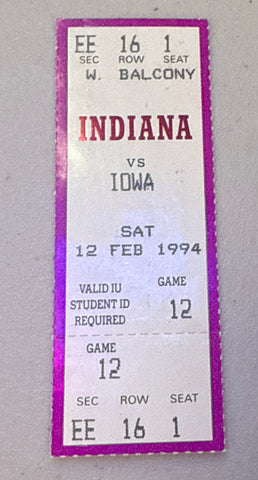 EE 16 1
SEC ROW SEAT
W. BALCONY
INDIANA
VS
IOWA
SAT
12 FEB 1994
VALID IU GAME
STUDENT ID 12
REQUIRED
GAME
12
SEC ROW SEAT
EE 16 1